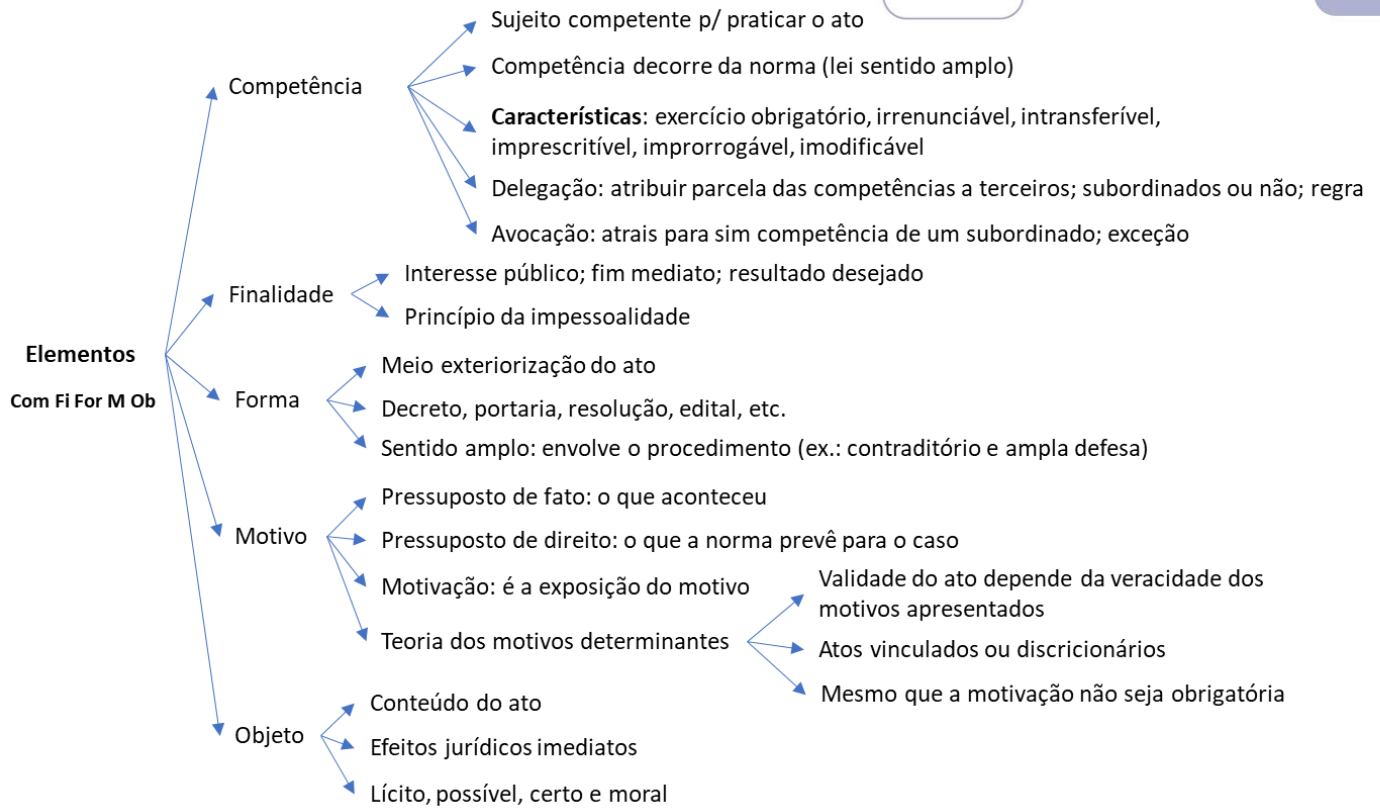 Elementos
Com Fi For M Ob
Competência
Sujeito competente p/ praticar o ato
Competência decorre da norma (lei sentido amplo)
Características: exercício obrigatório, irrenunciável, intransferível,
imprescritível, improrrogável, imodificável
Delegação: atribuir parcela das competências a terceiros; subordinados ou não; regra
Avocação: atrais para sim competência de um subordinado; exceção
Finalidade
Interesse público; fim mediato; resultado desejado
Princípio da impessoalidade
Forma
Meio exteriorização do ato
Decreto, portaria, resolução, edital, etc.
Sentido amplo: envolve o procedimento (ex.: contraditório e ampla defesa)
Motivo
Pressuposto de fato: o que aconteceu
Pressuposto de direito: o que a norma prevê para o caso
Motivação: é a exposição do motivo
Teoria dos motivos determinantes
Validade do ato depende da veracidade dos
motivos apresentados
Atos vinculados ou discricionários
Mesmo que a motivação não seja obrigatória
Objeto
Conteúdo do ato
Efeitos jurídicos imediatos
Lícito, possível, certo e moral